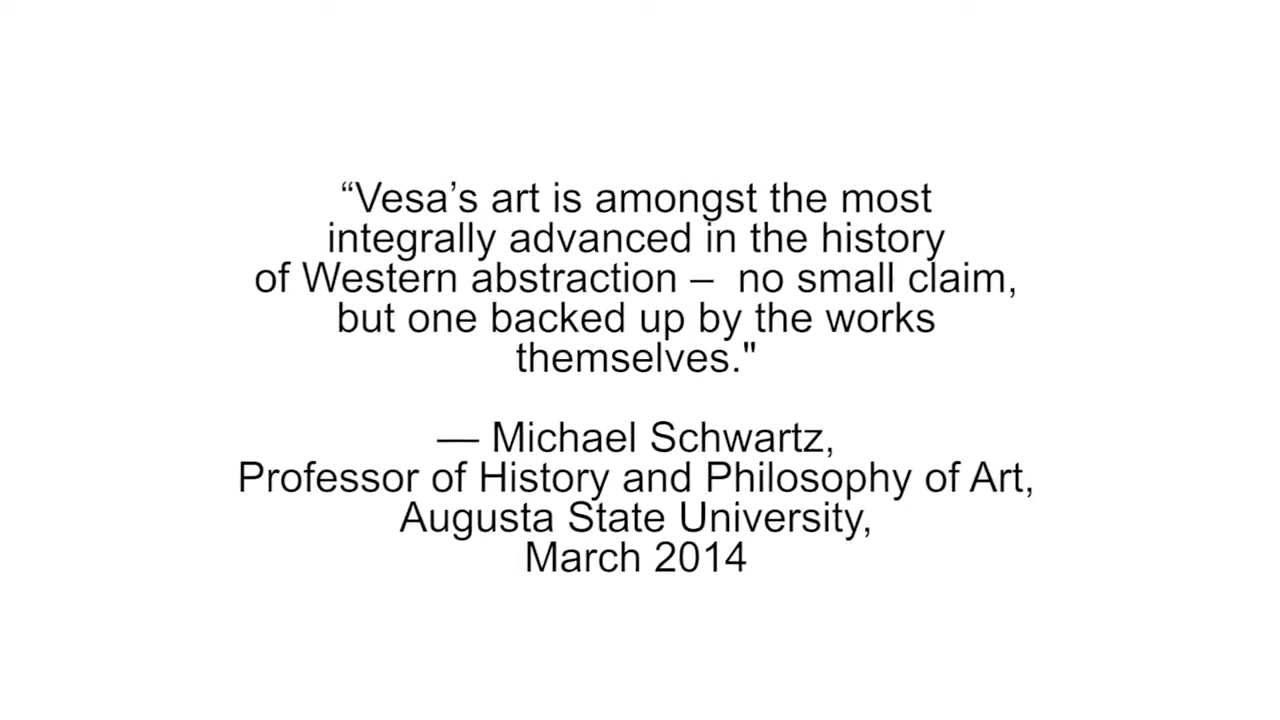 “Vesa’s art is amongst the most
integrally advanced in the history
of Western abstraction –  no small claim,
but one backed up by the works
themselves."
— Michael Schwartz,
Professor of History and Philosophy of Art,
Augusta State University,
March 2014